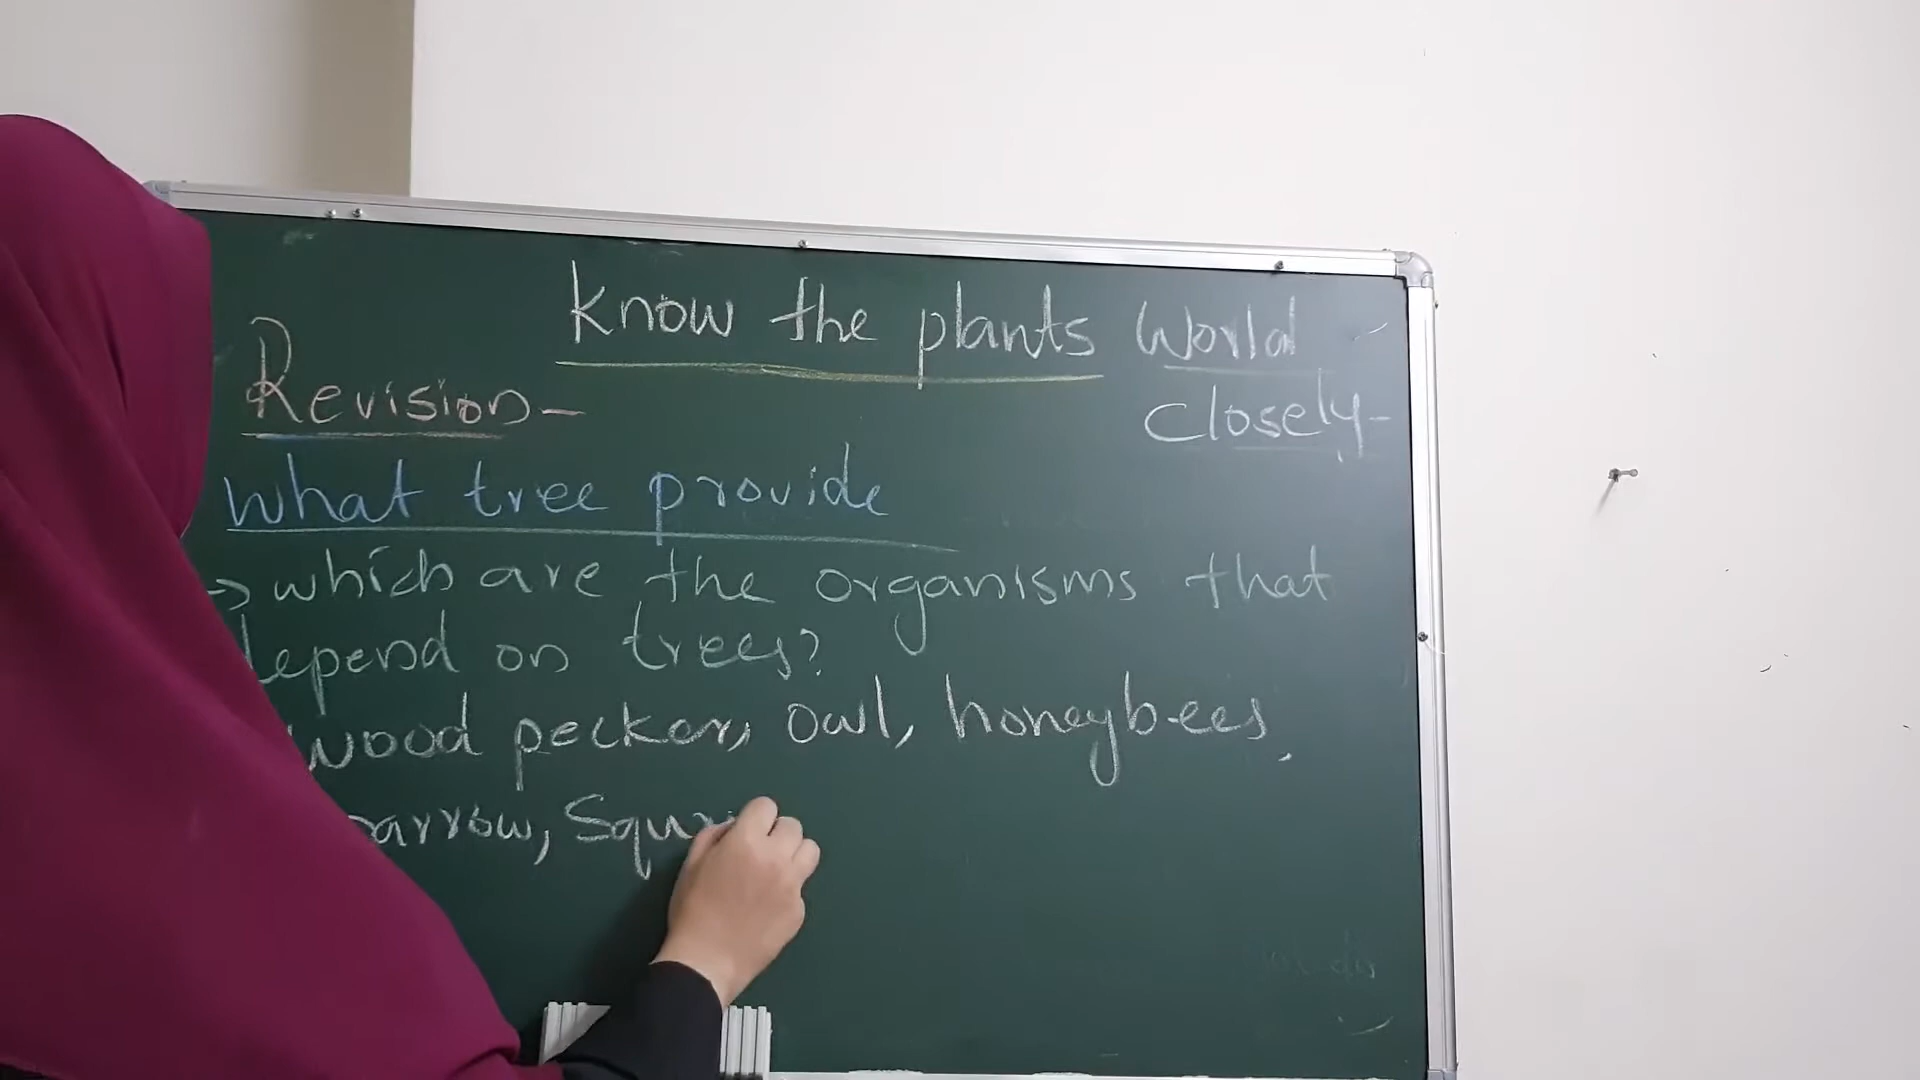 Know the plants World
Closely-
Revision-
What tree provide
→ which are the organisms that
depend on trees?
wood pecker, owl, honeybees,
parrow, Squr